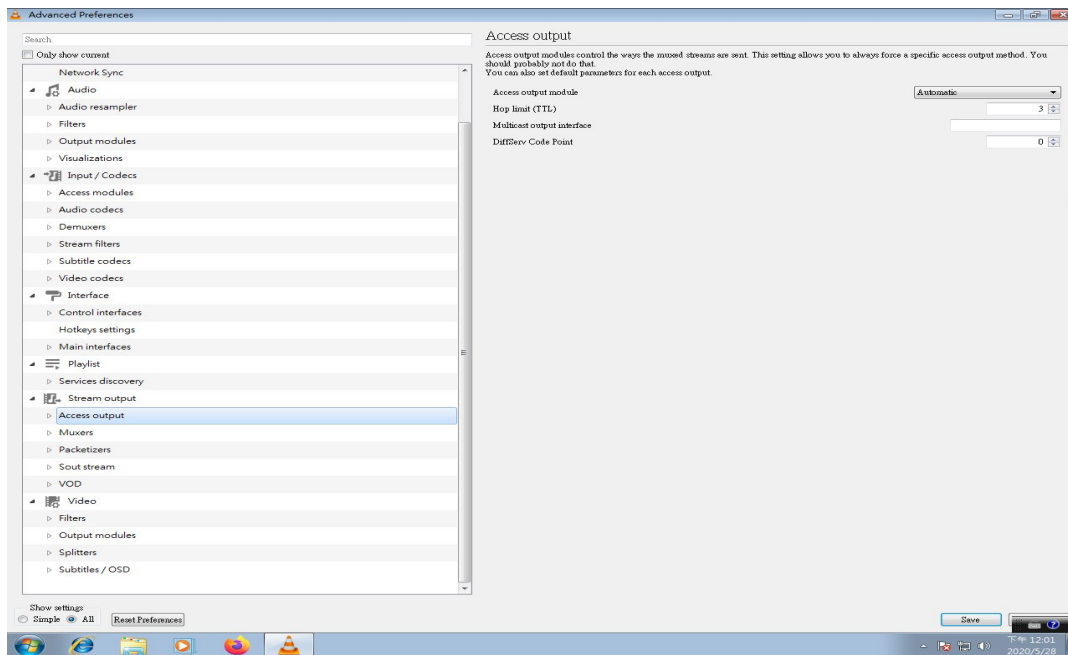 Advanced Preferences
Search
Only show current
Network Sync
Audio
Audio resampler
Filters
Output modules
Visualizations
Input / Codecs
Access modules
Audio codecs
Demuxers
Stream filters
Subtitle codecs
Video codecs
Interface
Control interfaces
Hotkeys settings
Main interfaces
Playlist
Services discovery
Stream output
Access output
Muxers
Packetizers
Sout stream
VOD
Video
Filters
Output modules
Splitters
Subtitles / OSD
Show settings
Simple All Reset Preferences
Access output
Access output modules control the ways the muxed streams are sent. This setting allows you to always force a specific access output method. You
should probably not do that.
You can also set default parameters for each access output.
Access output module Automatic
Hop limit (TTL) 3
Multicast output interface
DiffServ Code Point 0
Save
下午 12:01
2020/5/28